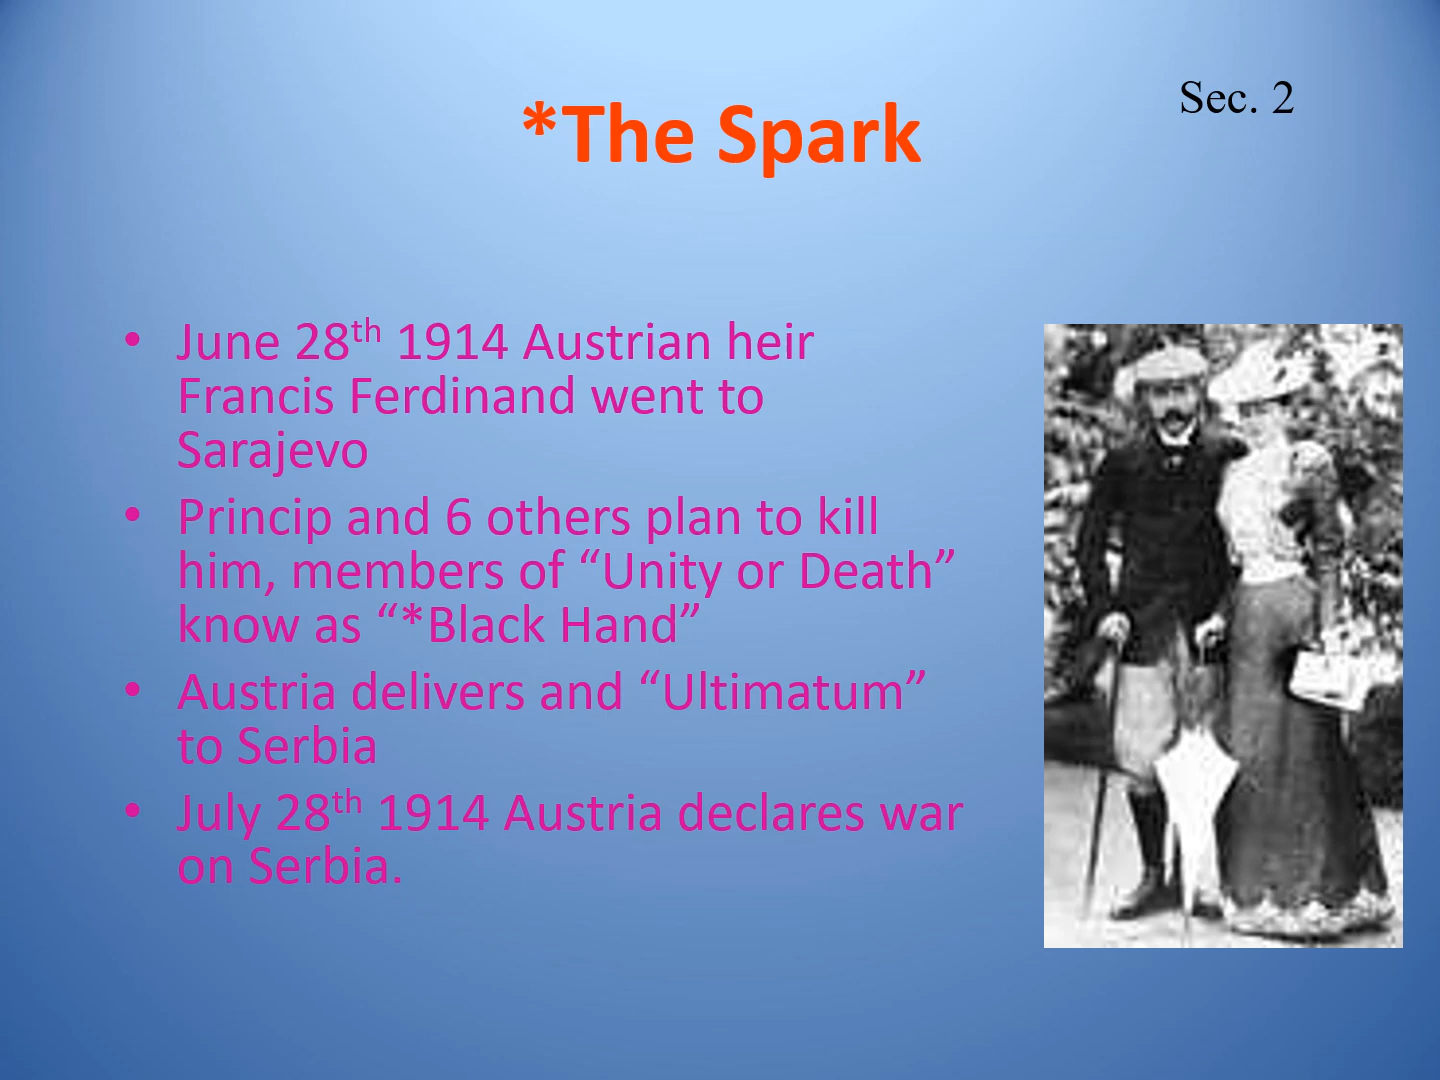 Sec. 2
*The Spark
• June 28th 1914 Austrian heir
Francis Ferdinand went to
Sarajevo
• Princip and 6 others plan to kill
him, members of “Unity or Death”
know as “*Black Hand”
• Austria delivers and “Ultimatum”
to Serbia
• July 28th 1914 Austria declares war
on Serbia.